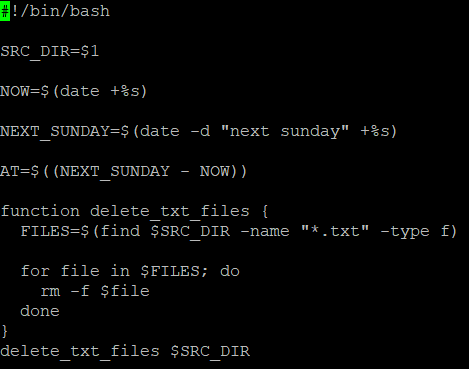 #!/bin/bash
SRC_DIR=$1
NOW=$(date +%s)
NEXT_SUNDAY=$(date -d "next sunday" +%s)
AT=$((NEXT_SUNDAY - NOW))
function delete_txt_files {
  FILES=$(find $SRC_DIR -name "*.txt" -type f)
  for file in $FILES; do
    rm -f $file
  done
}
delete_txt_files $SRC_DIR